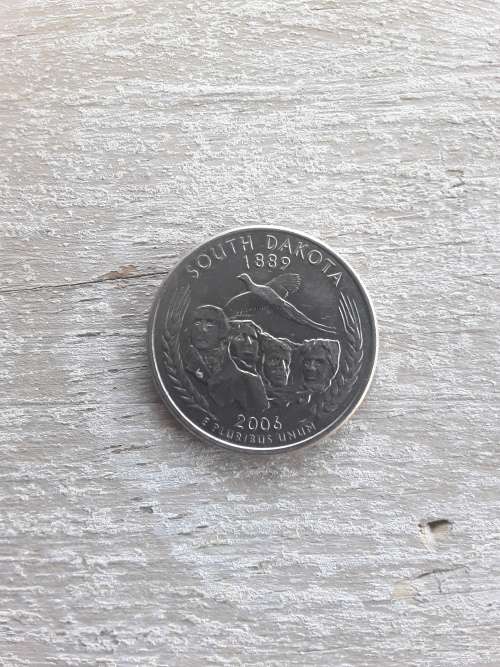 SOUTH DAKOTA
1889
2006
E PLURIBUS UNUM